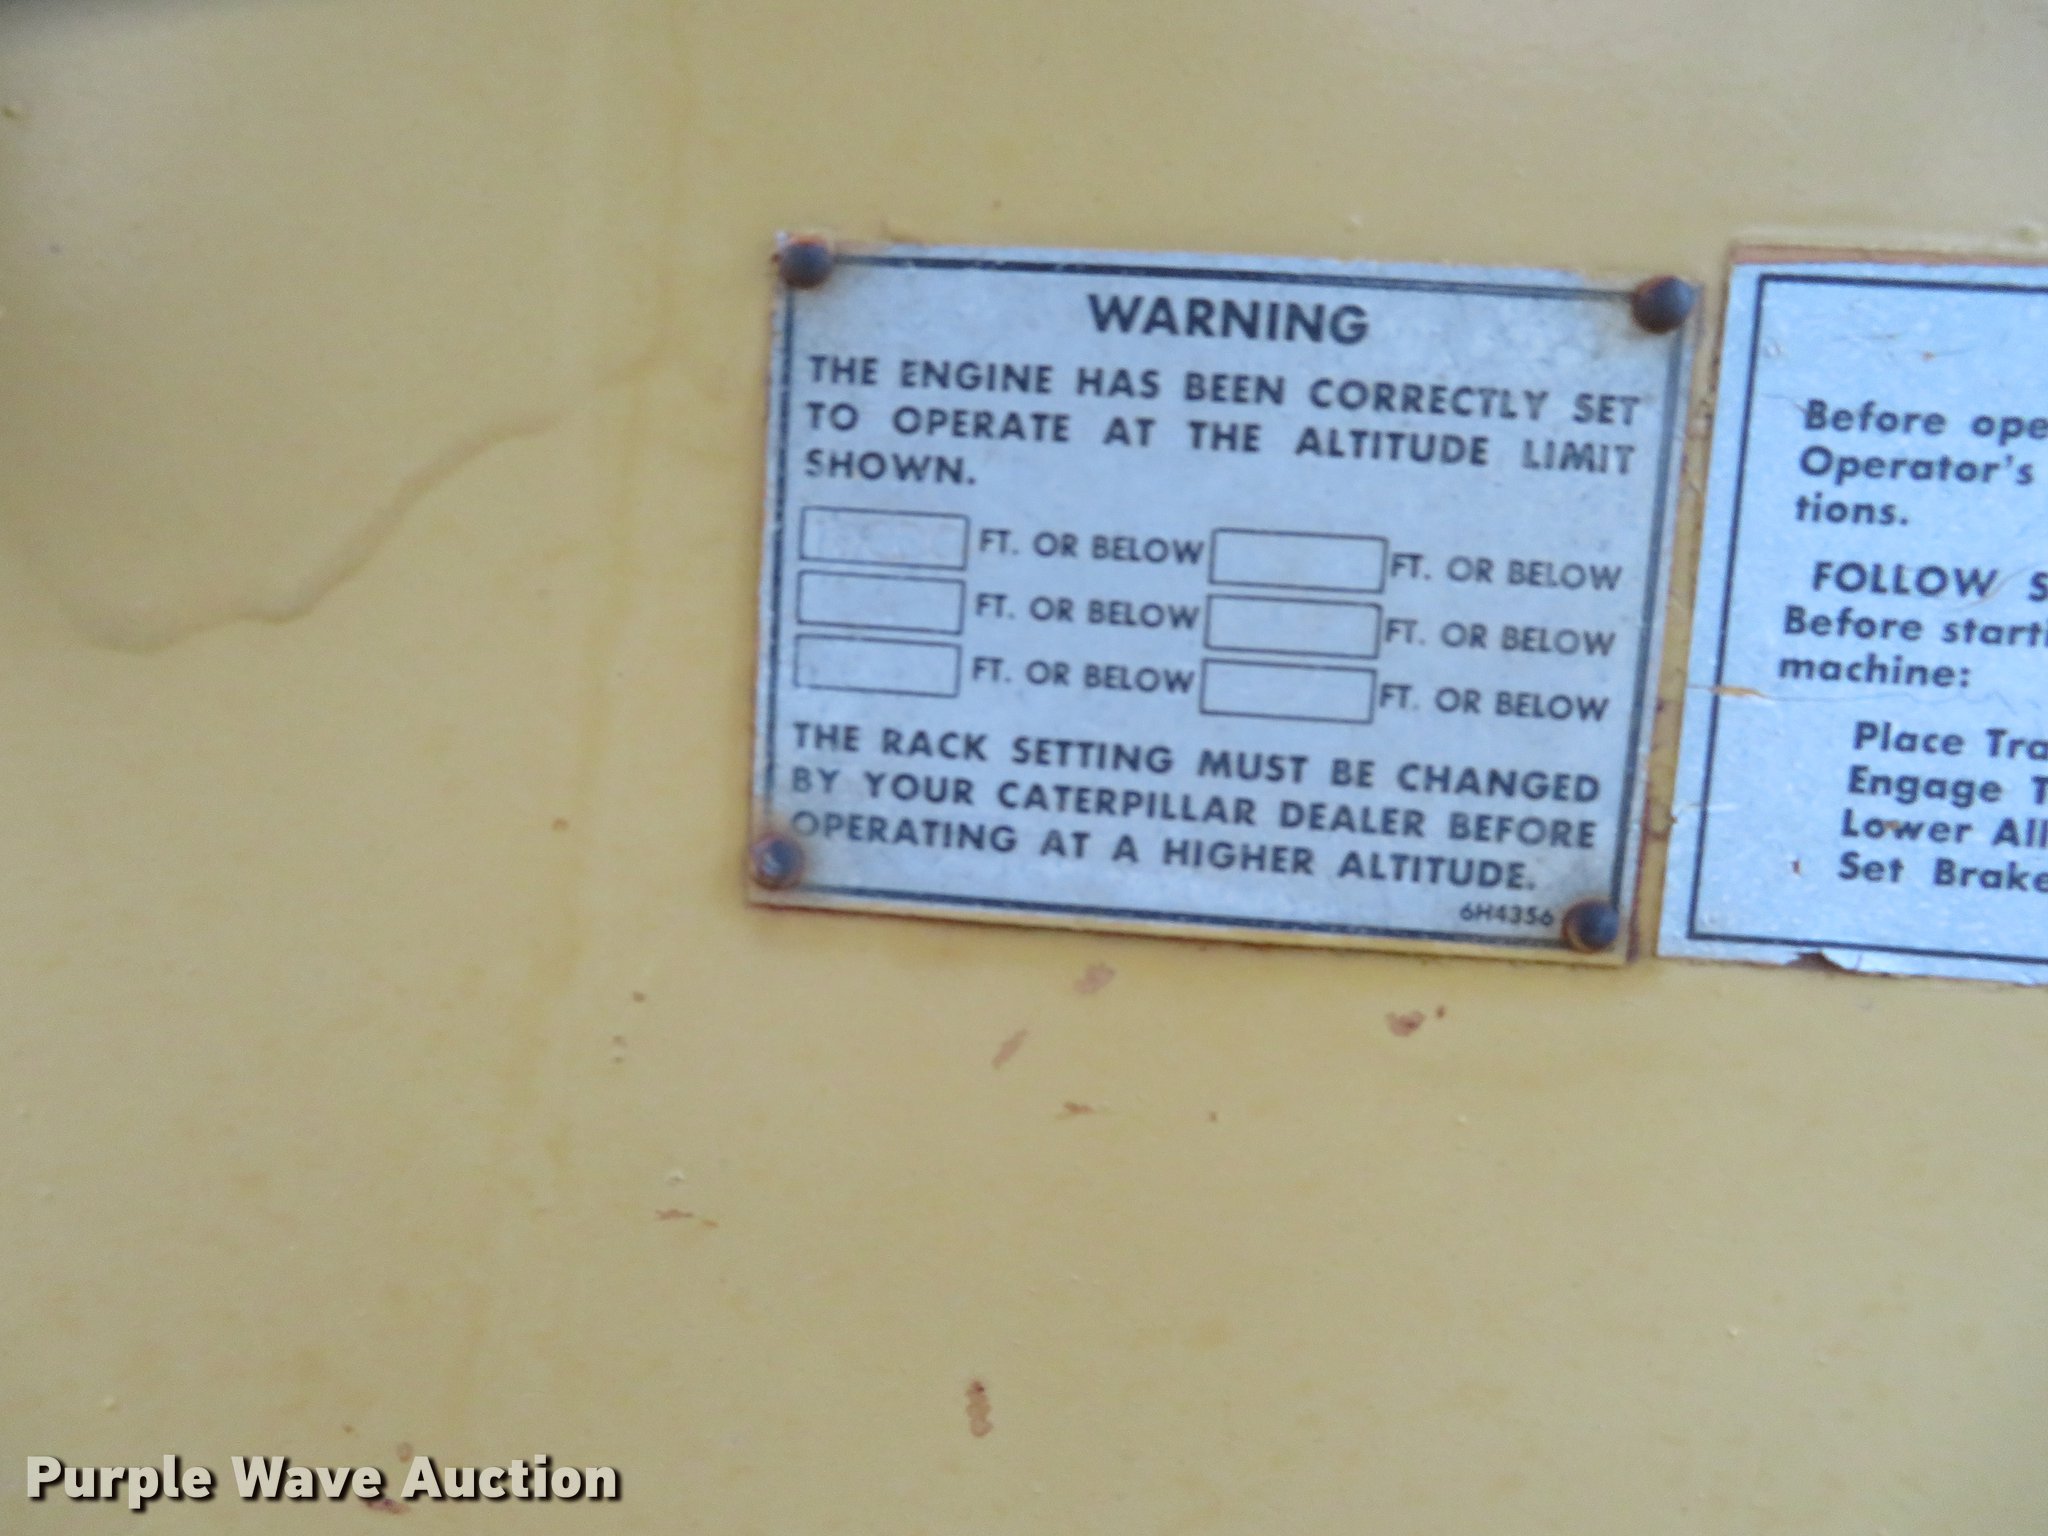 WARNING
THE ENGINE HAS BEEN CORRECTLY SET
TO OPERATE AT THE ALTITUDE LIMIT
SHOWN.
FT. OR BELOW FT. OR BELOW
FT. OR BELOW FT. OR BELOW
FT. OR BELOW FT. OR BELOW
THE RACK SETTING MUST BE CHANGED
BY YOUR CATERPILLAR DEALER BEFORE
OPERATING AT A HIGHER ALTITUDE.
6H4356
Before ope
Operator's
tions.
FOLLOW S
Before starti
machine:
Place Tra
Engage T
Lower All
Set Brake
Purple Wave Auction